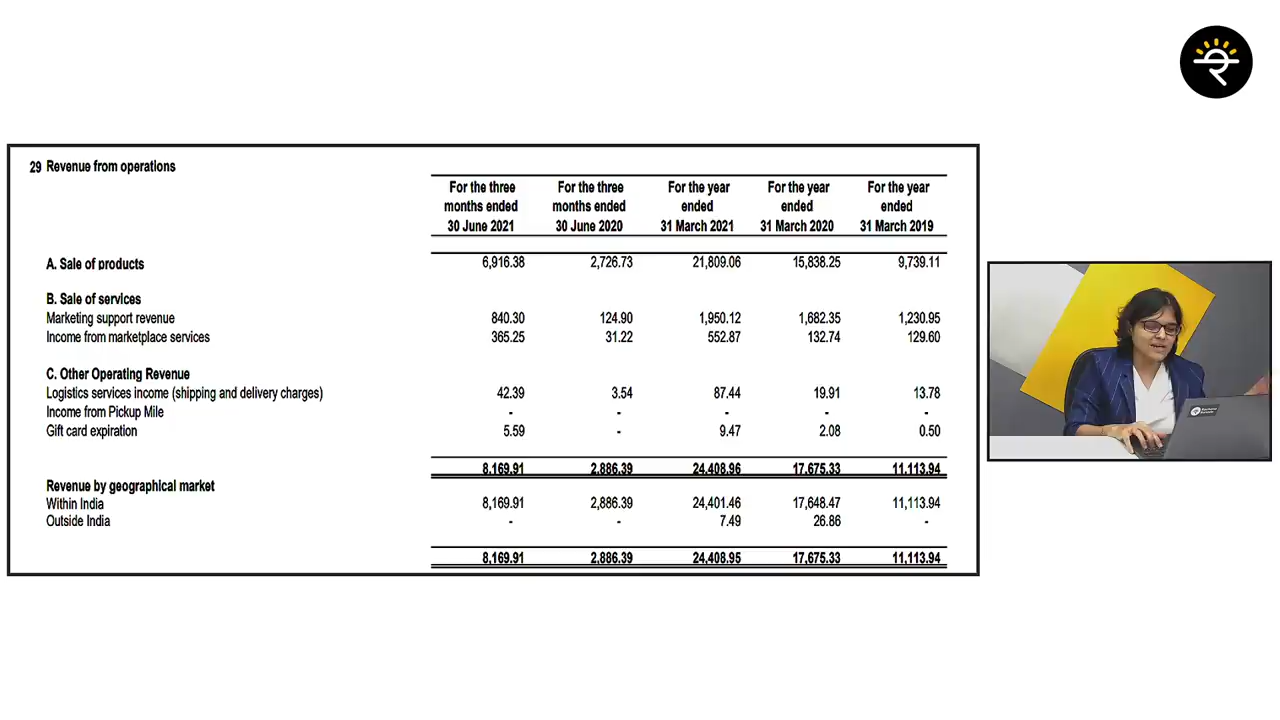 29 Revenue from operations
For the three months ended 30 June 2021 For the three months ended 30 June 2020 For the year ended 31 March 2021 For the year ended 31 March 2020 For the year ended 31 March 2019
A. Sale of products 6,916.38 2,726.73 21,809.06 15,838.25 9,739.11
B. Sale of services
Marketing support revenue 840.30 124.90 1,950.12 1,682.35 1,230.95
Income from marketplace services 365.25 31.22 552.87 132.74 129.60
C. Other Operating Revenue
Logistics services income (shipping and delivery charges) 42.39 3.54 87.44 19.91 13.78
Income from Pickup Mile - - - - -
Gift card expiration 5.59 - 9.47 2.08 0.50
8,169.91 2,886.39 24,408.96 17,675.33 11,113.94
Revenue by geographical market
Within India 8,169.91 2,886.39 24,401.46 17,648.47 11,113.94
Outside India - - 7.49 26.86 -
8,169.91 2,886.39 24,408.95 17,675.33 11,113.94